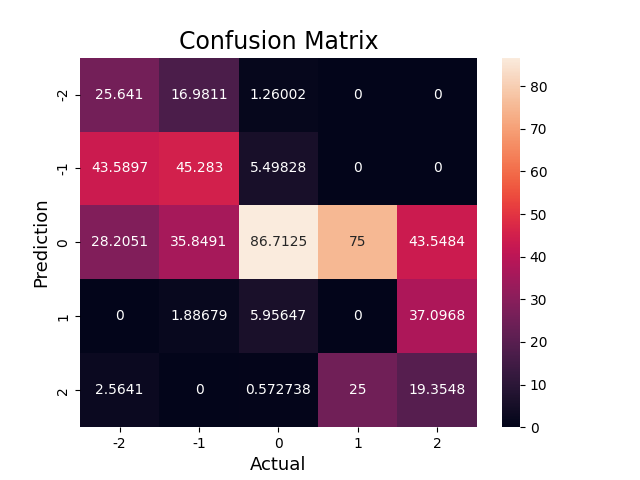 Confusion Matrix
-2 25.641 16.9811 1.26002 0 0
-1 43.5897 45.283 5.49828 0 0
0 28.2051 35.8491 86.7125 75 43.5484
1 0 1.88679 5.95647 0 37.0968
2 2.5641 0 0.572738 25 19.3548
-2 -1 0 1 2
Prediction
Actual
80
70
60
50
40
30
20
10
0